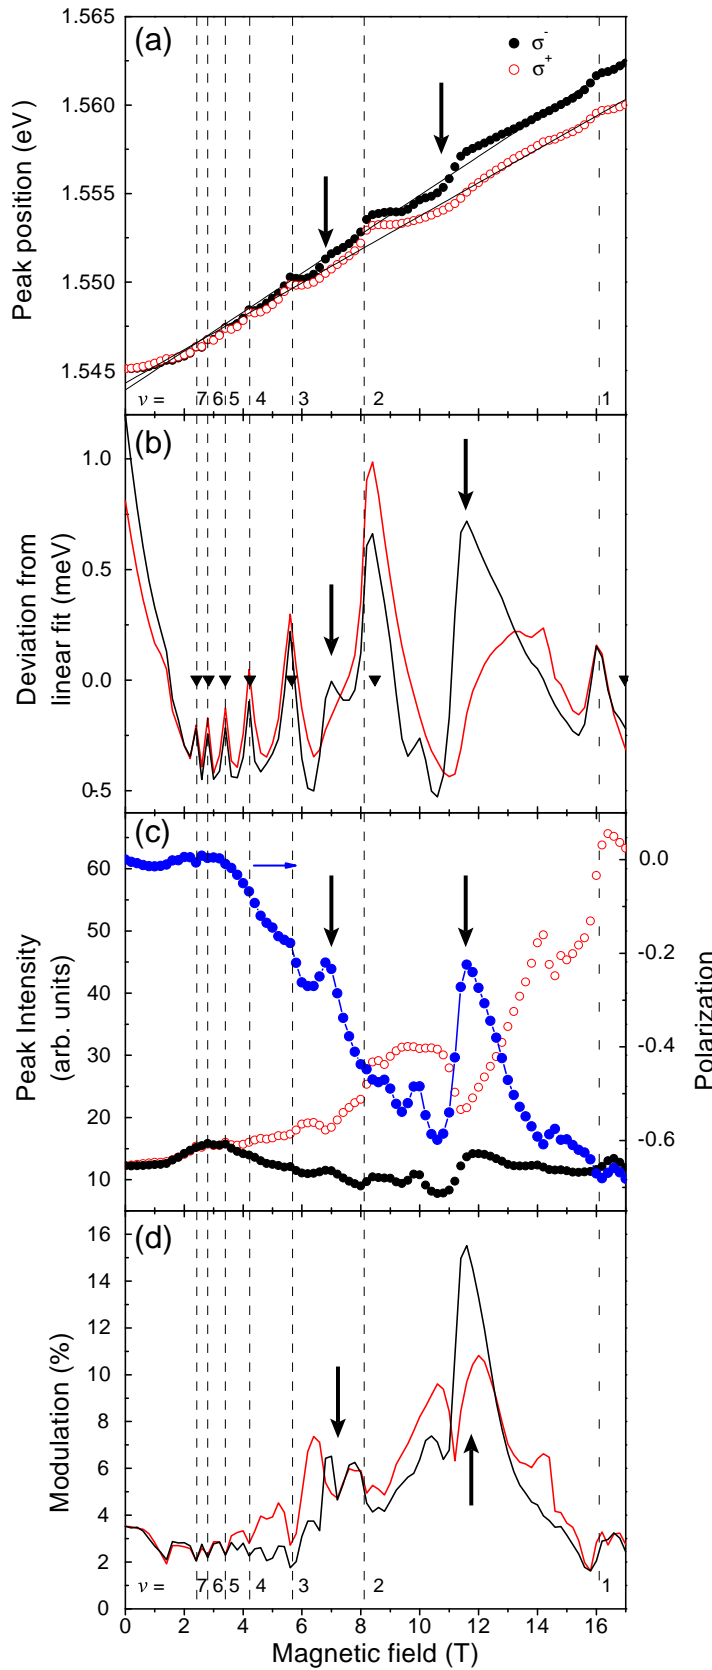 (a)
σ-
σ+
1.565
1.560
1.555
1.550
1.545
Peak position (eV)
ν = 7 6 5 4 3 2 1
(b)
1.0
0.5
0.0
0.5
Deviation from
linear fit (meV)
(c)
60
50
40
30
20
10
Peak Intensity
(arb. units)
0.0
-0.2
-0.4
-0.6
Polarization
(d)
16
14
12
10
8
6
4
2
0
Modulation (%)
ν = 7 6 5 4 3 2 1
0 2 4 6 8 10 12 14 16
Magnetic field (T)